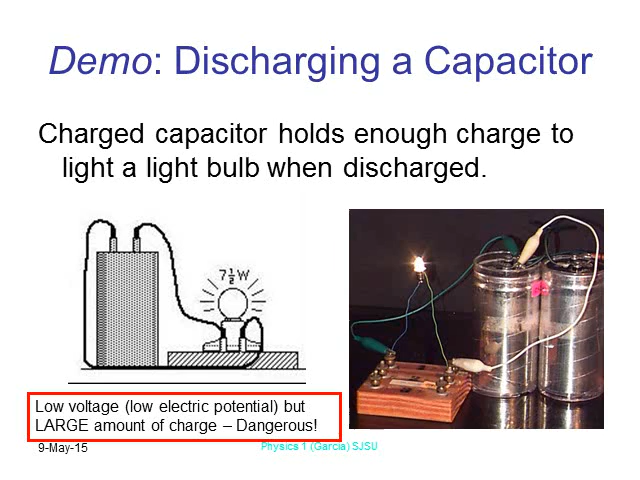 Demo: Discharging a Capacitor
Charged capacitor holds enough charge to
light a light bulb when discharged.
7½W
Low voltage (low electric potential) but
LARGE amount of charge – Dangerous!
9-May-15
Physics 1 (Garcia) SJSU